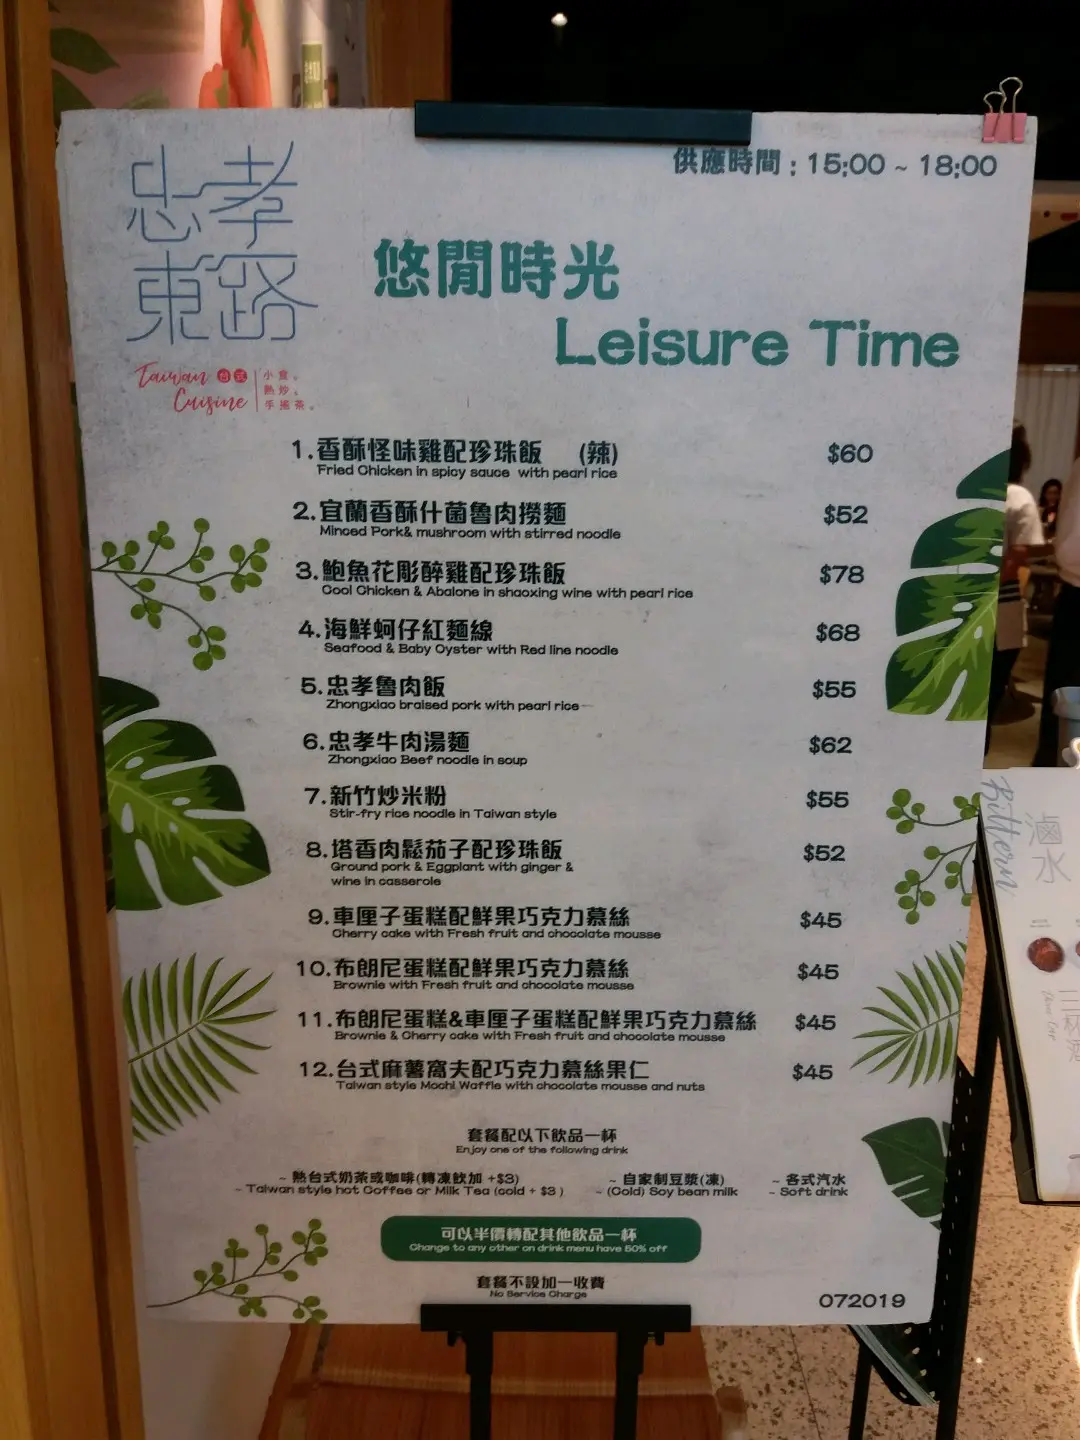 供應時間 : 15:00 ~ 18:00
忠孝
東路
悠閒時光
Leisure Time
Taiwan 台式
Cuisine
小食。
熱炒。
手搖茶。
1.香酥怪味雞配珍珠飯 (辣) $60
Fried Chicken in spicy sauce with pearl rice
2.宜蘭香酥什菌魯肉撈麵 $52
Minced Pork& mushroom with stirred noodle
3.鮑魚花彫醉雞配珍珠飯 $78
Cool Chicken & Abalone in shaoxing wine with pearl rice
4.海鮮蚵仔紅麵線 $68
Seafood & Baby Oyster with Red line noodle
5.忠孝魯肉飯 $55
Zhongxiao braised pork with pearl rice
6.忠孝牛肉湯麵 $62
Zhongxiao Beef noodle in soup
7.新竹炒米粉 $55
Stir-fry rice noodle in Taiwan style
8.塔香肉鬆茄子配珍珠飯 $52
Ground pork & Eggplant with ginger &
wine in casserole
9.車厘子蛋糕配鮮果巧克力慕絲 $45
Cherry cake with Fresh fruit and chocolate mousse
10.布朗尼蛋糕配鮮果巧克力慕絲 $45
Brownie with Fresh fruit and chocolate mousse
11.布朗尼蛋糕&車厘子蛋糕配鮮果巧克力慕絲 $45
Brownie & Cherry cake with Fresh fruit and chocolate mousse
12.台式麻薯窩夫配巧克力慕絲果仁 $45
Taiwan style Mochi Waffle with chocolate mousse and nuts
套餐配以下飲品一杯
Enjoy one of the following drink
~ 熱台式奶茶或咖啡(轉凍飲加 +$3) ~ 自家制豆漿(凍) ~ 各式汽水
~ Taiwan style hot Coffee or Milk Tea (cold + $3 ) ~ (Cold) Soy bean milk ~ Soft drink
可以半價轉配其他飲品一杯
Change to any other on drink menu have 50% off
套餐不設加一收費
No Service Charge
072019
Bittern
滷水